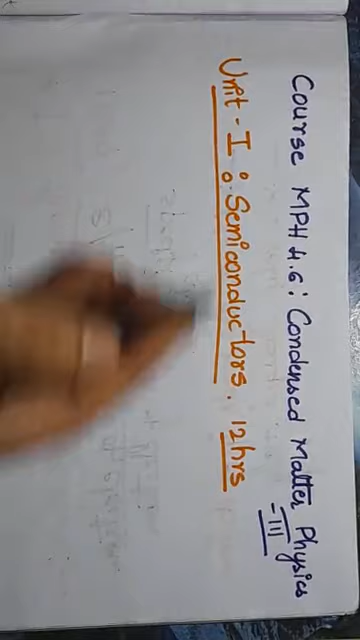 Course MPH 4.6: Condensed Matter Physics
-III
Unit-I : Semiconductors. 12hrs